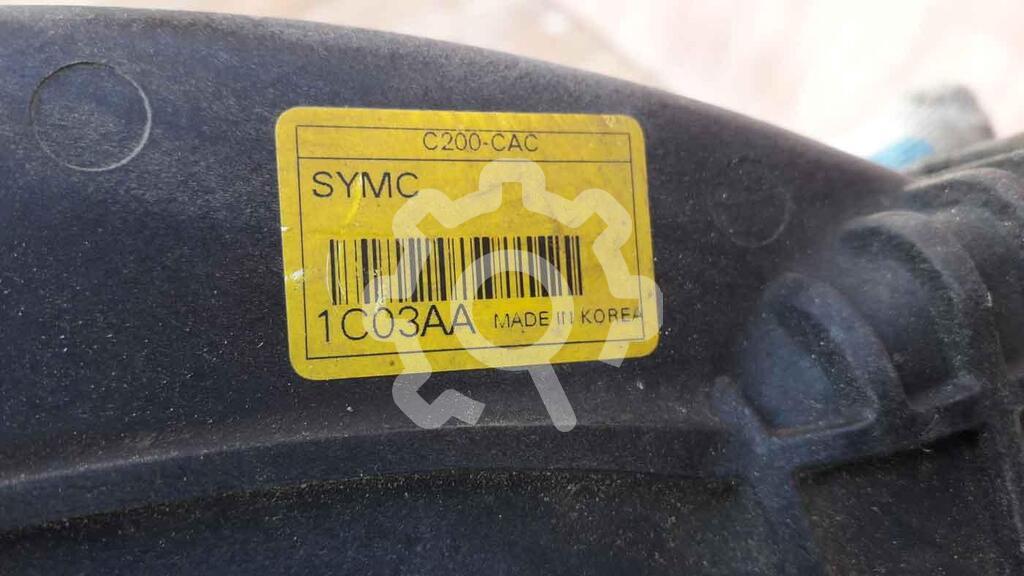 C200-CAC
SYMC
1C03AA MADE IN KOREA